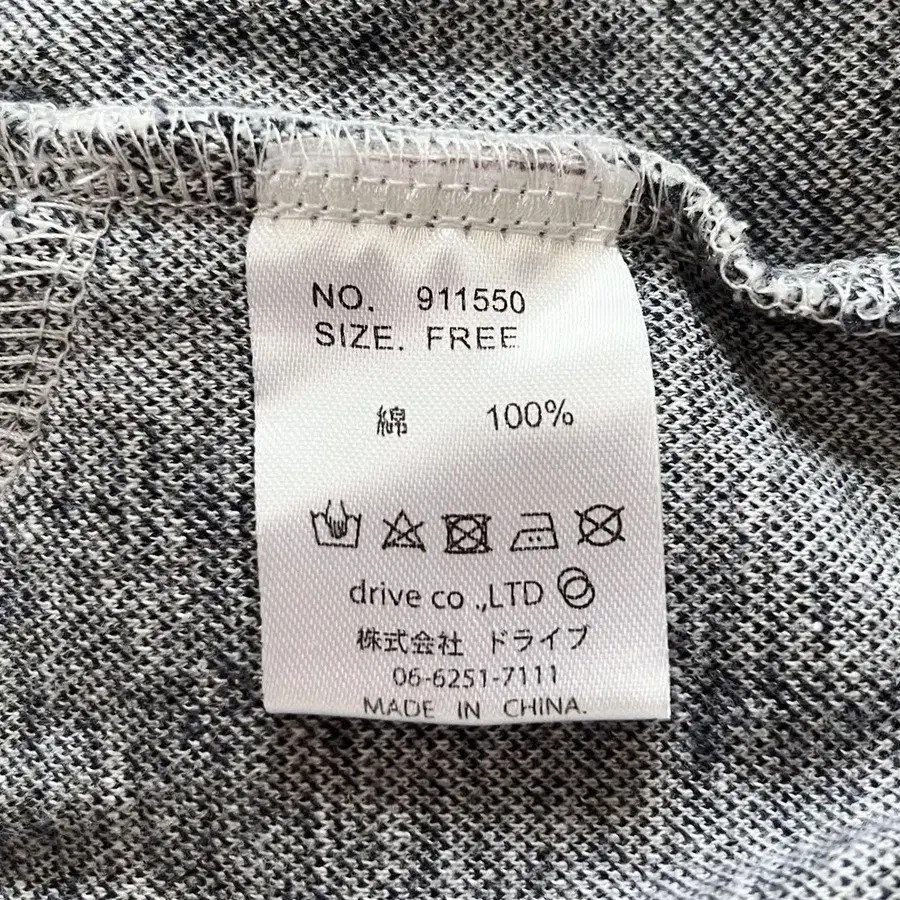 NO. 911550
SIZE. FREE
綿 100%
drive co .,LTD
株式会社 ドライブ
06-6251-7111
MADE IN CHINA.